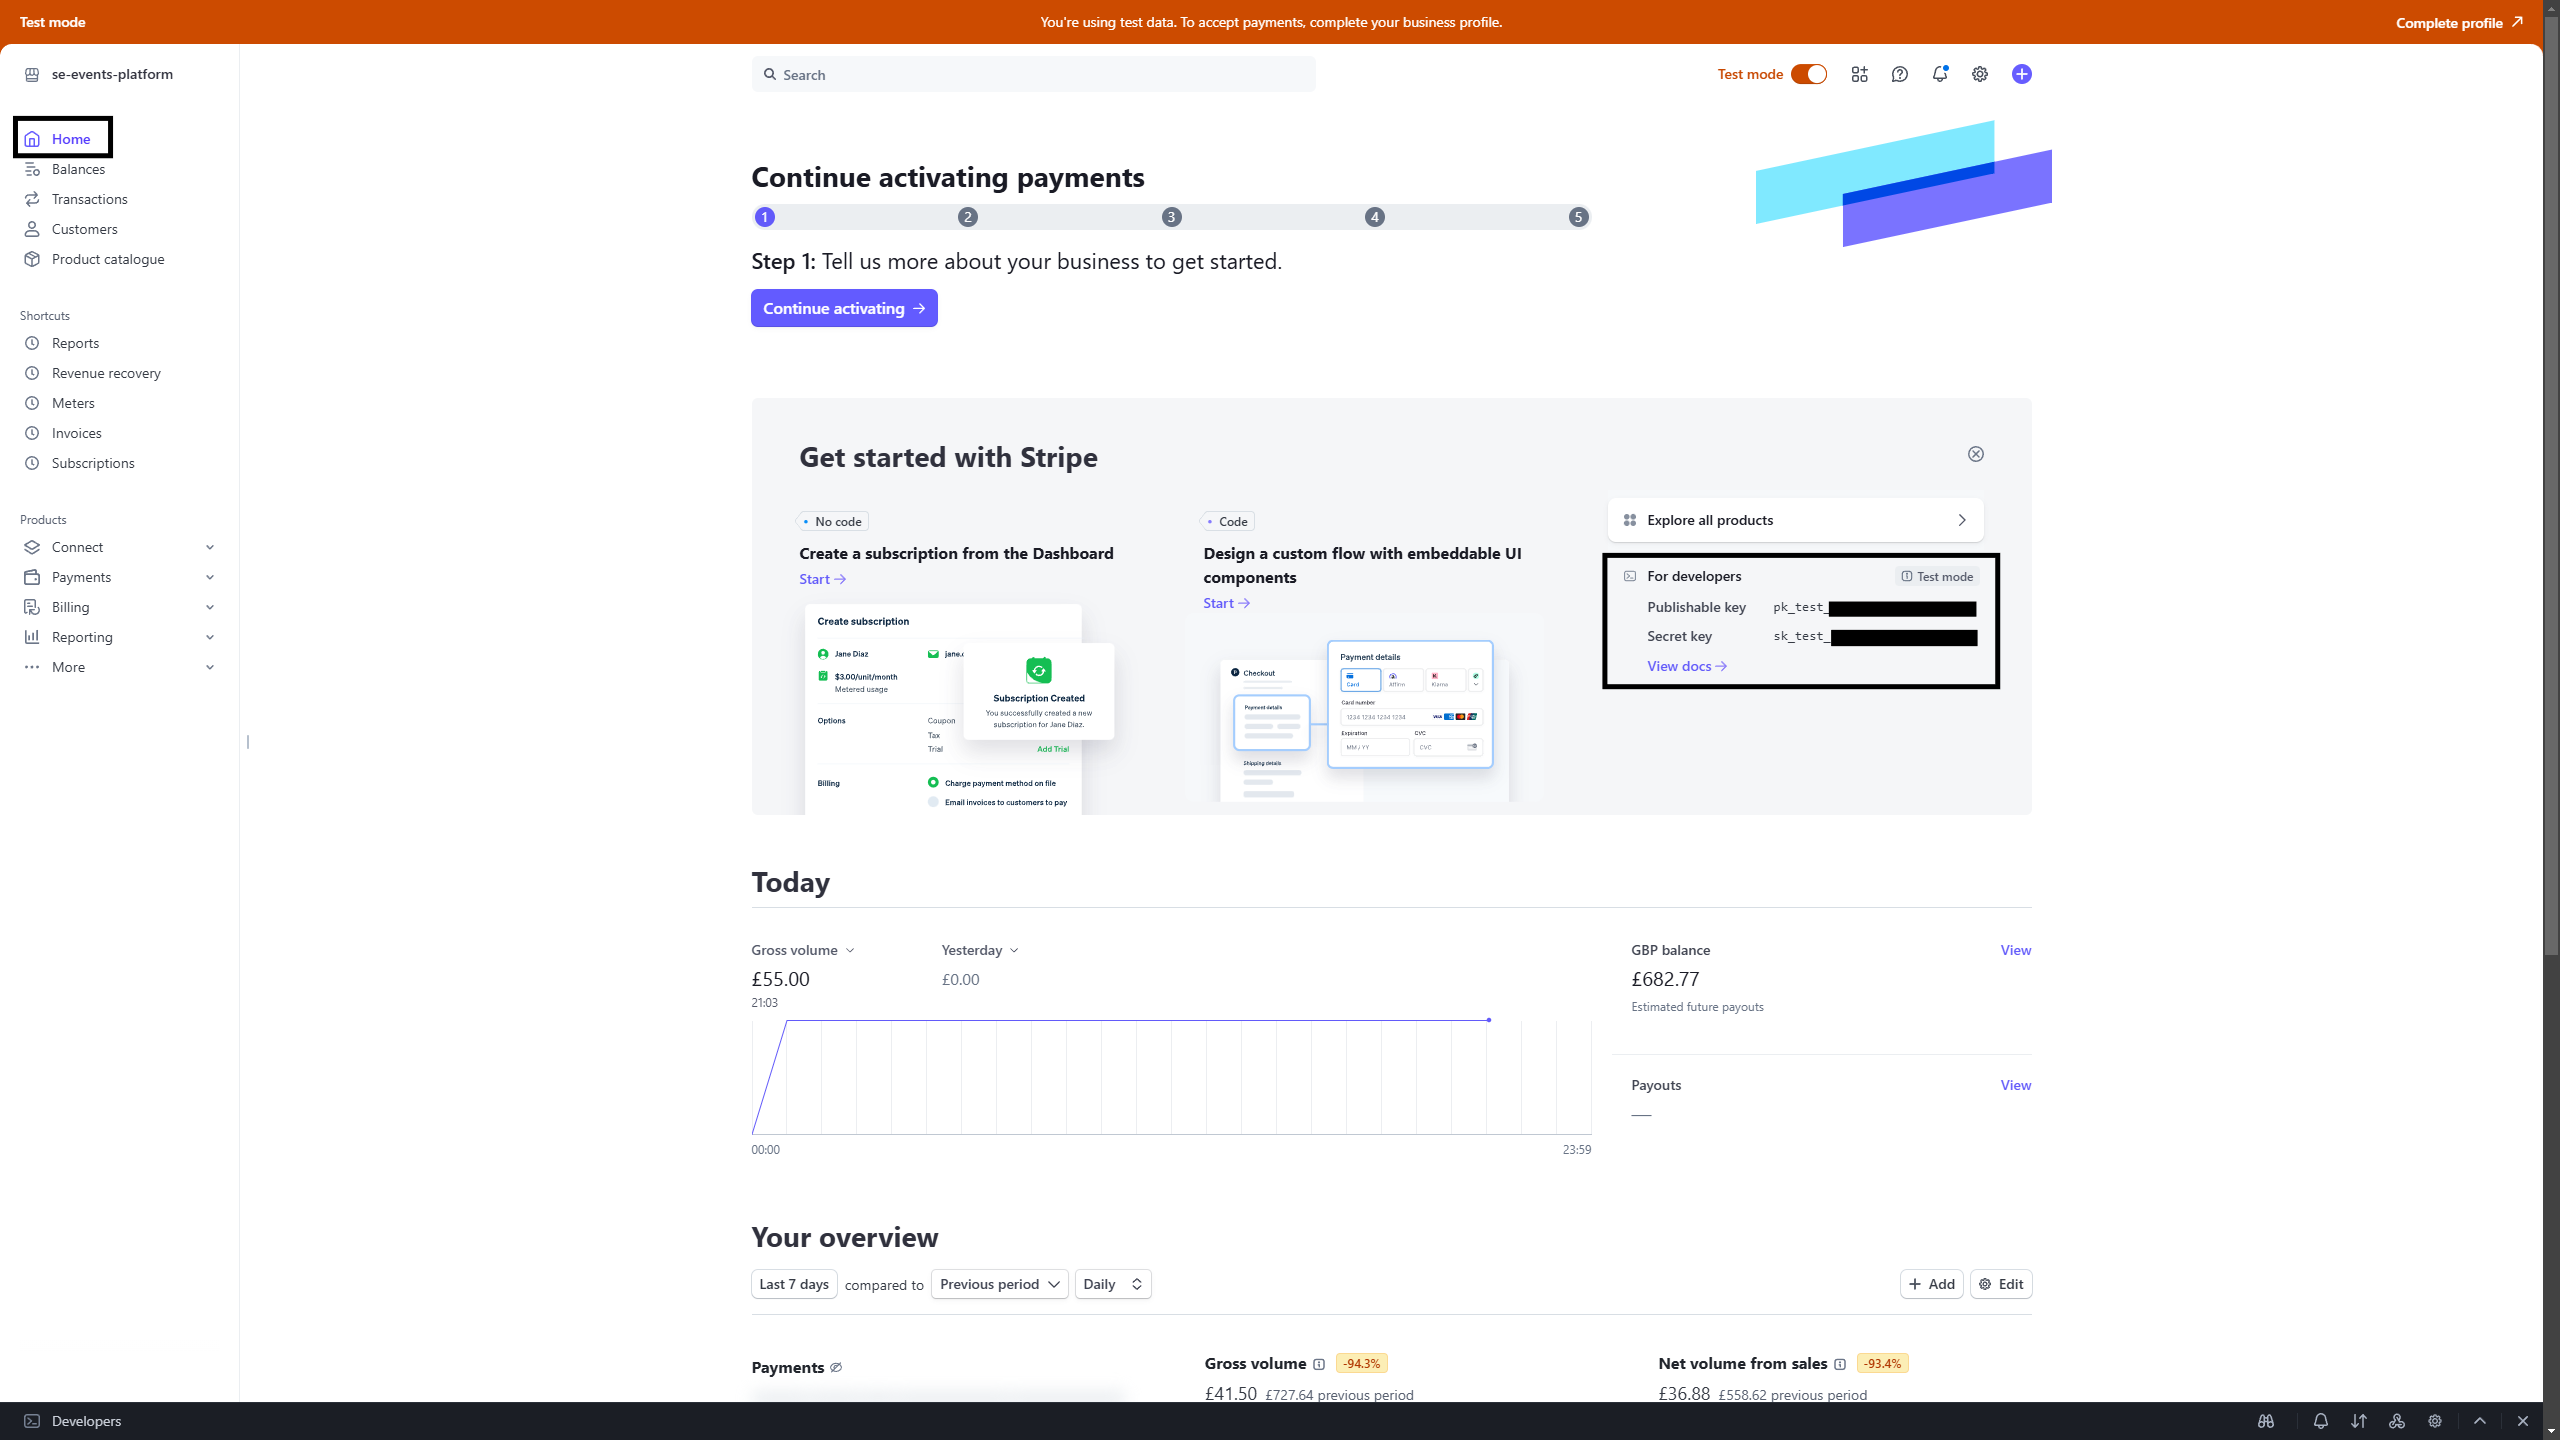 Test mode
You're using test data. To accept payments, complete your business profile.
Complete profile
se-events-platform
Search
Test mode
Home
Balances
Transactions
Customers
Product catalogue
Shortcuts
Reports
Revenue recovery
Meters
Invoices
Subscriptions
Products
Connect
Payments
Billing
Reporting
More
Continue activating payments
1 2 3 4 5
Step 1: Tell us more about your business to get started.
Continue activating
Get started with Stripe
No code
Create a subscription from the Dashboard
Start
Create subscription
Jane Diaz
jane.
$3.00/unit/month
Metered usage
Subscription Created
You successfully created a new
subscription for Jane Diaz.
Options
Coupon
Tax
Trial
Add Trial
Billing
Charge payment method on file
Email invoices to customers to pay
Code
Design a custom flow with embeddable UI
components
Start
Checkout
Payment details
Shipping details
Payment details
Card
Affirm
Klarna
Card number
1234 1234 1234 1234
VISA
Expiration
CVC
MM / YY
CVC
Explore all products
For developers
Test mode
Publishable key pk_test_
Secret key sk_test_
View docs
Today
Gross volume
£55.00
21:03
Yesterday
£0.00
00:00
23:59
GBP balance
View
£682.77
Estimated future payouts
Payouts
View
Your overview
Last 7 days compared to Previous period Daily
Add
Edit
Payments
Gross volume -94.3%
£41.50 £727.64 previous period
Net volume from sales -93.4%
£36.88 £558.62 previous period
Developers